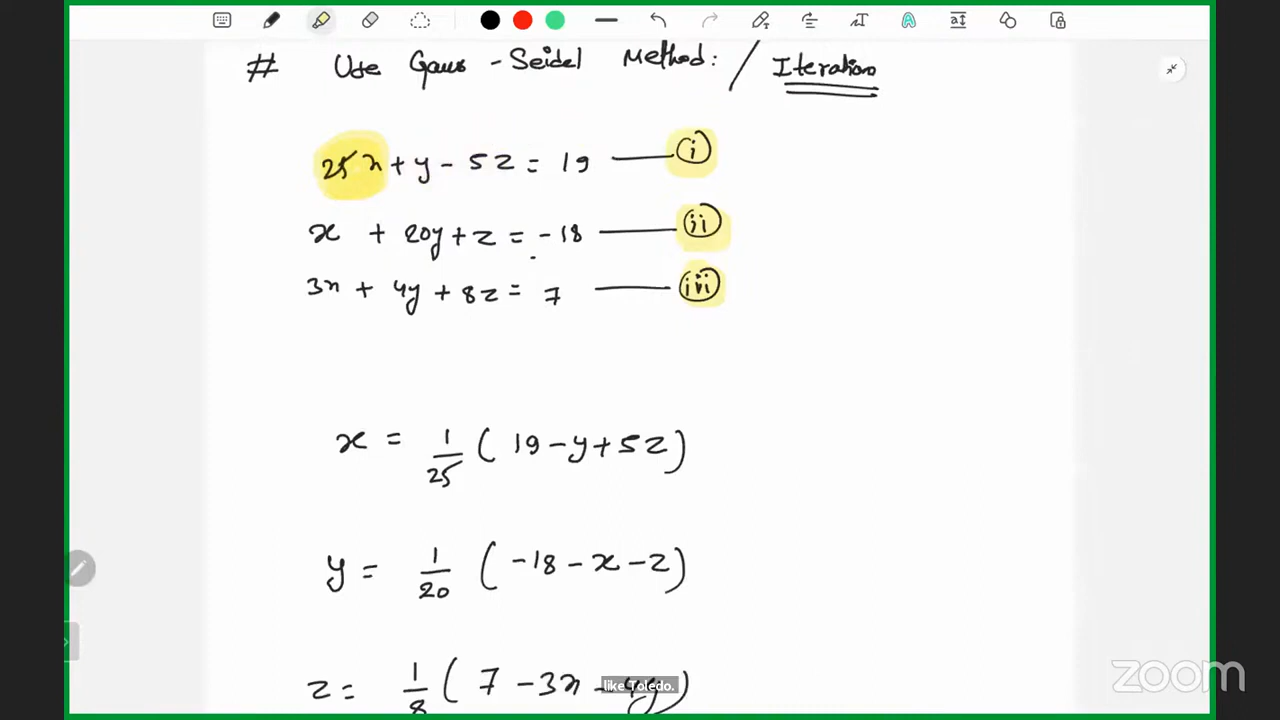 # Use Gauss - Seidel Method: / Iteration
25x + y - 5z = 19 — (i)
x + 20y + z = -18 — (ii)
3x + 4y + 8z = 7 — (iii)
x = 1/25 ( 19 - y + 5z )
y = 1/20 ( -18 - x - z )
z = 1/8 ( 7 - 3x - 4y )
like Toledo.
zoom